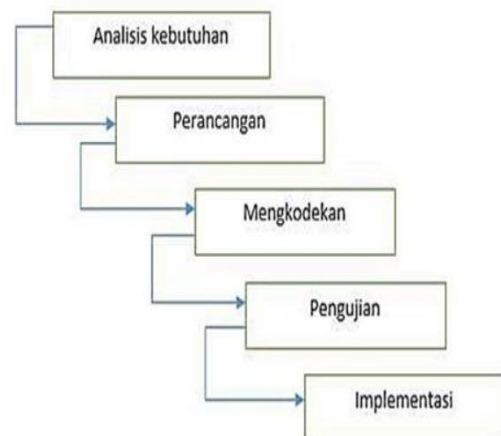 Analisis kebutuhan
Perancangan
Mengkodekan
Pengujian
Implementasi